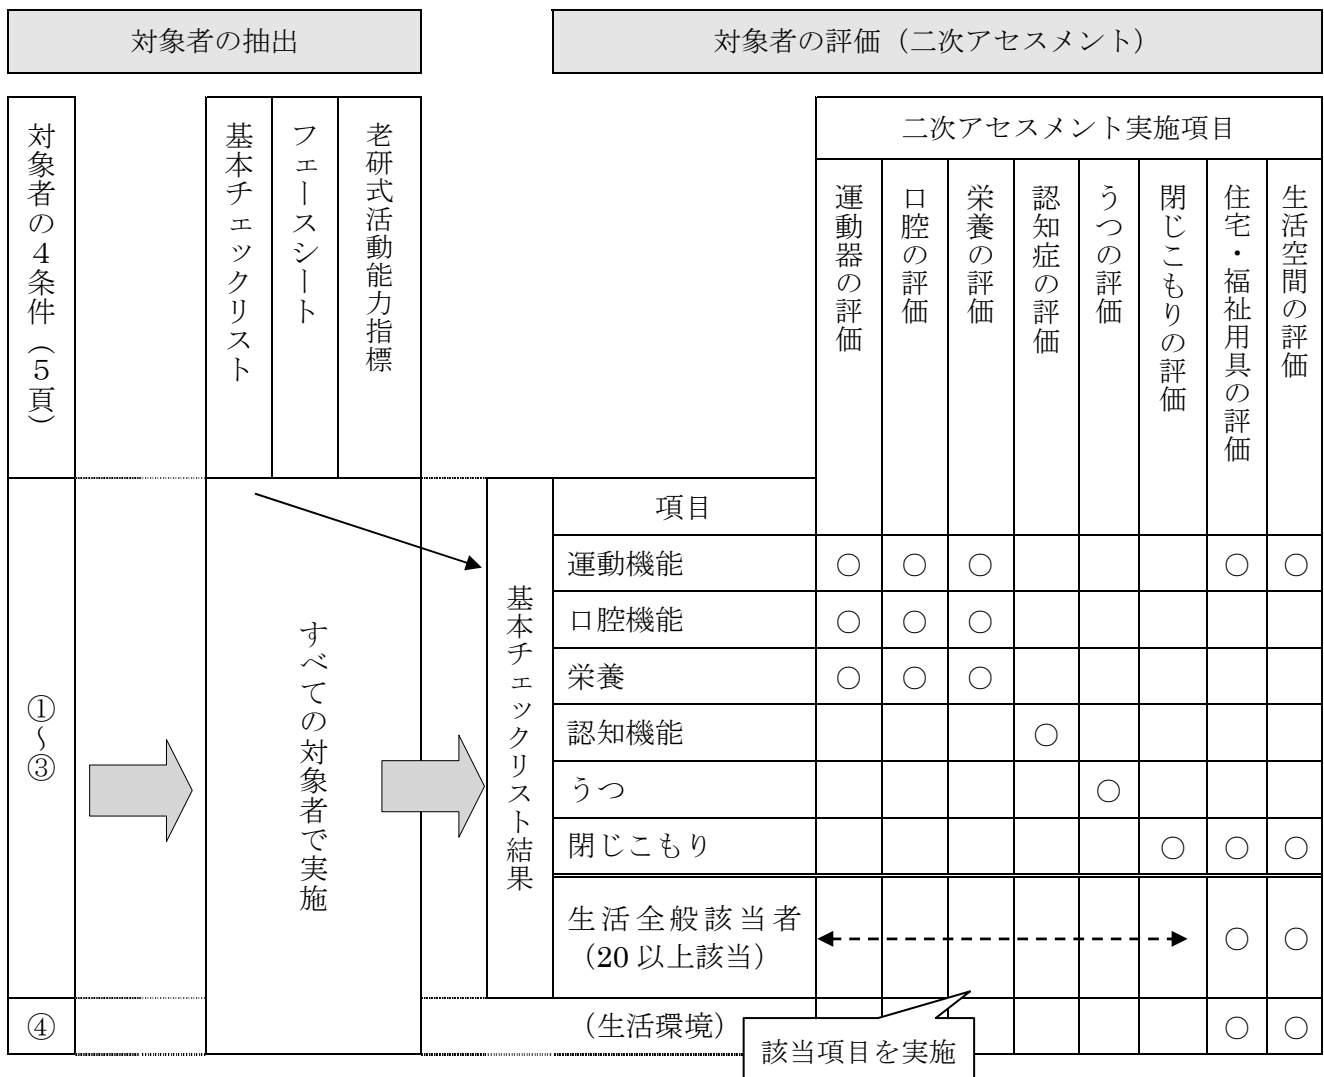 対象者の抽出
対象者の評価（二次アセスメント）
対象者の４条件（５頁）
基本チェックリスト
フェースシート
老研式活動能力指標
二次アセスメント実施項目
運動器の評価
口腔の評価
栄養の評価
認知症の評価
うつの評価
閉じこもりの評価
住宅・福祉用具の評価
生活空間の評価
①～③
すべての対象者で実施
基本チェックリスト結果
項目
運動機能 ○ ○ ○ ○ ○
口腔機能 ○ ○ ○
栄養 ○ ○ ○
認知機能 ○
うつ ○
閉じこもり ○ ○ ○
生活全般該当者
（20 以上該当） ○ ○
④
（生活環境） ○ ○
該当項目を実施